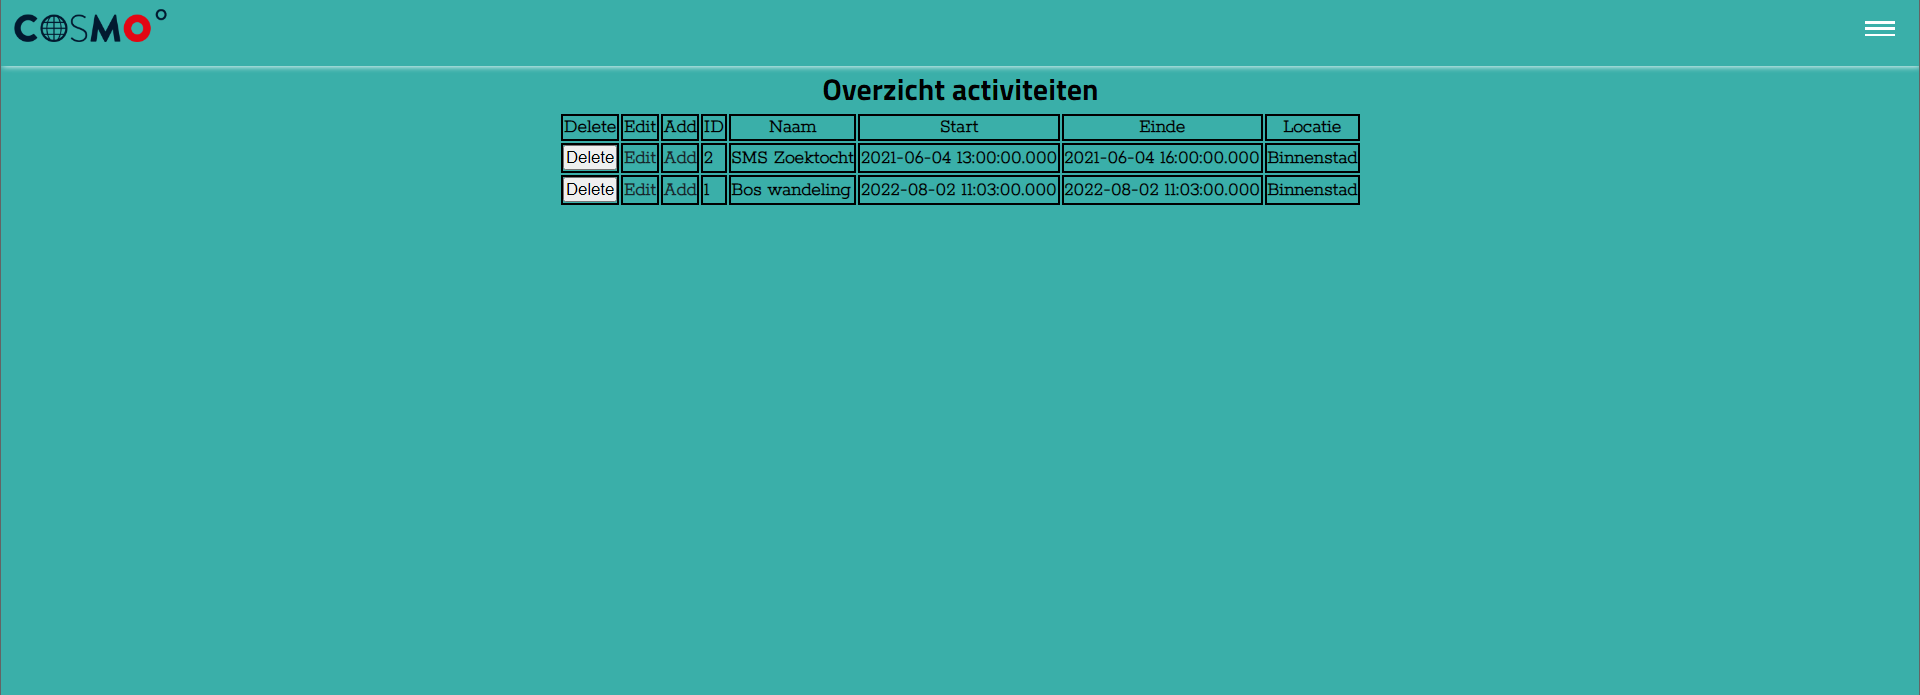 COSMO°
Overzicht activiteiten
Delete Edit Add ID Naam Start Einde Locatie
Delete Edit Add 2 SMS Zoektocht 2021-06-04 13:00:00.000 2021-06-04 16:00:00.000 Binnenstad
Delete Edit Add 1 Bos wandeling 2022-08-02 11:03:00.000 2022-08-02 11:03:00.000 Binnenstad